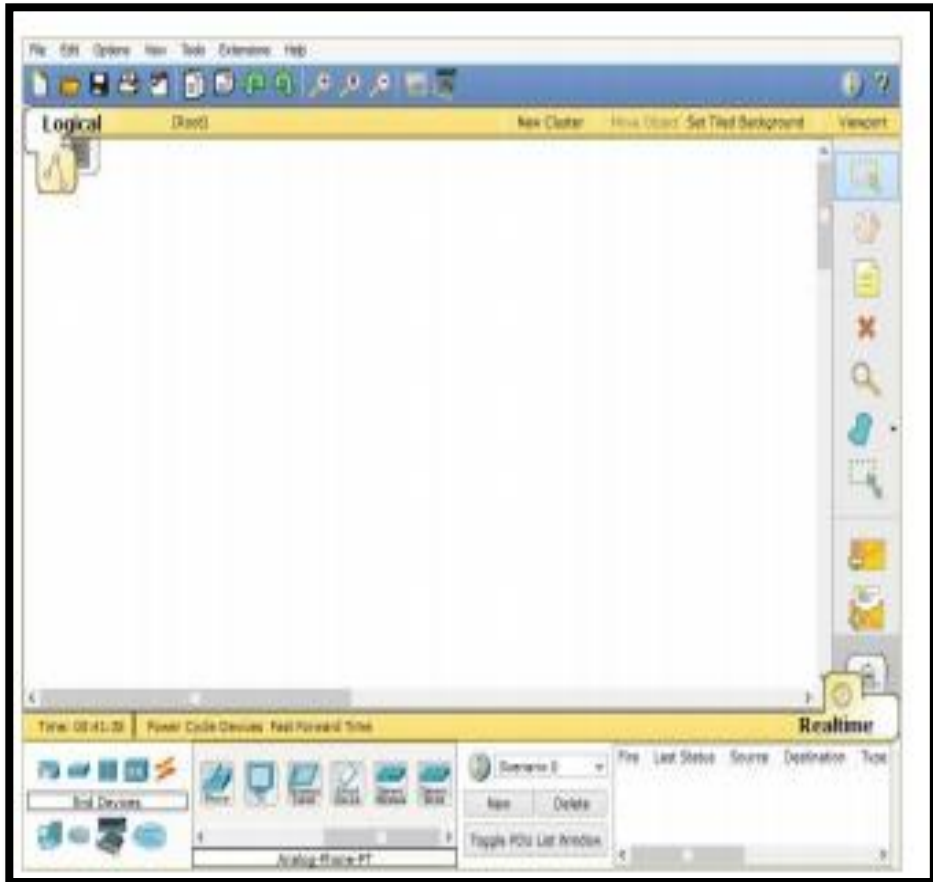 File Edit Options View Tools Extensions Help
Logical [Root] New Cluster Move Object Set Tiled Background Viewport
Time: 00:41:38 Power Cycle Devices Fast Forward Time Realtime
End Devices
Scenario 0
Fire Last Status Source Destination Type
New Delete
Toggle PDU List Window
Analog-Phone-PT